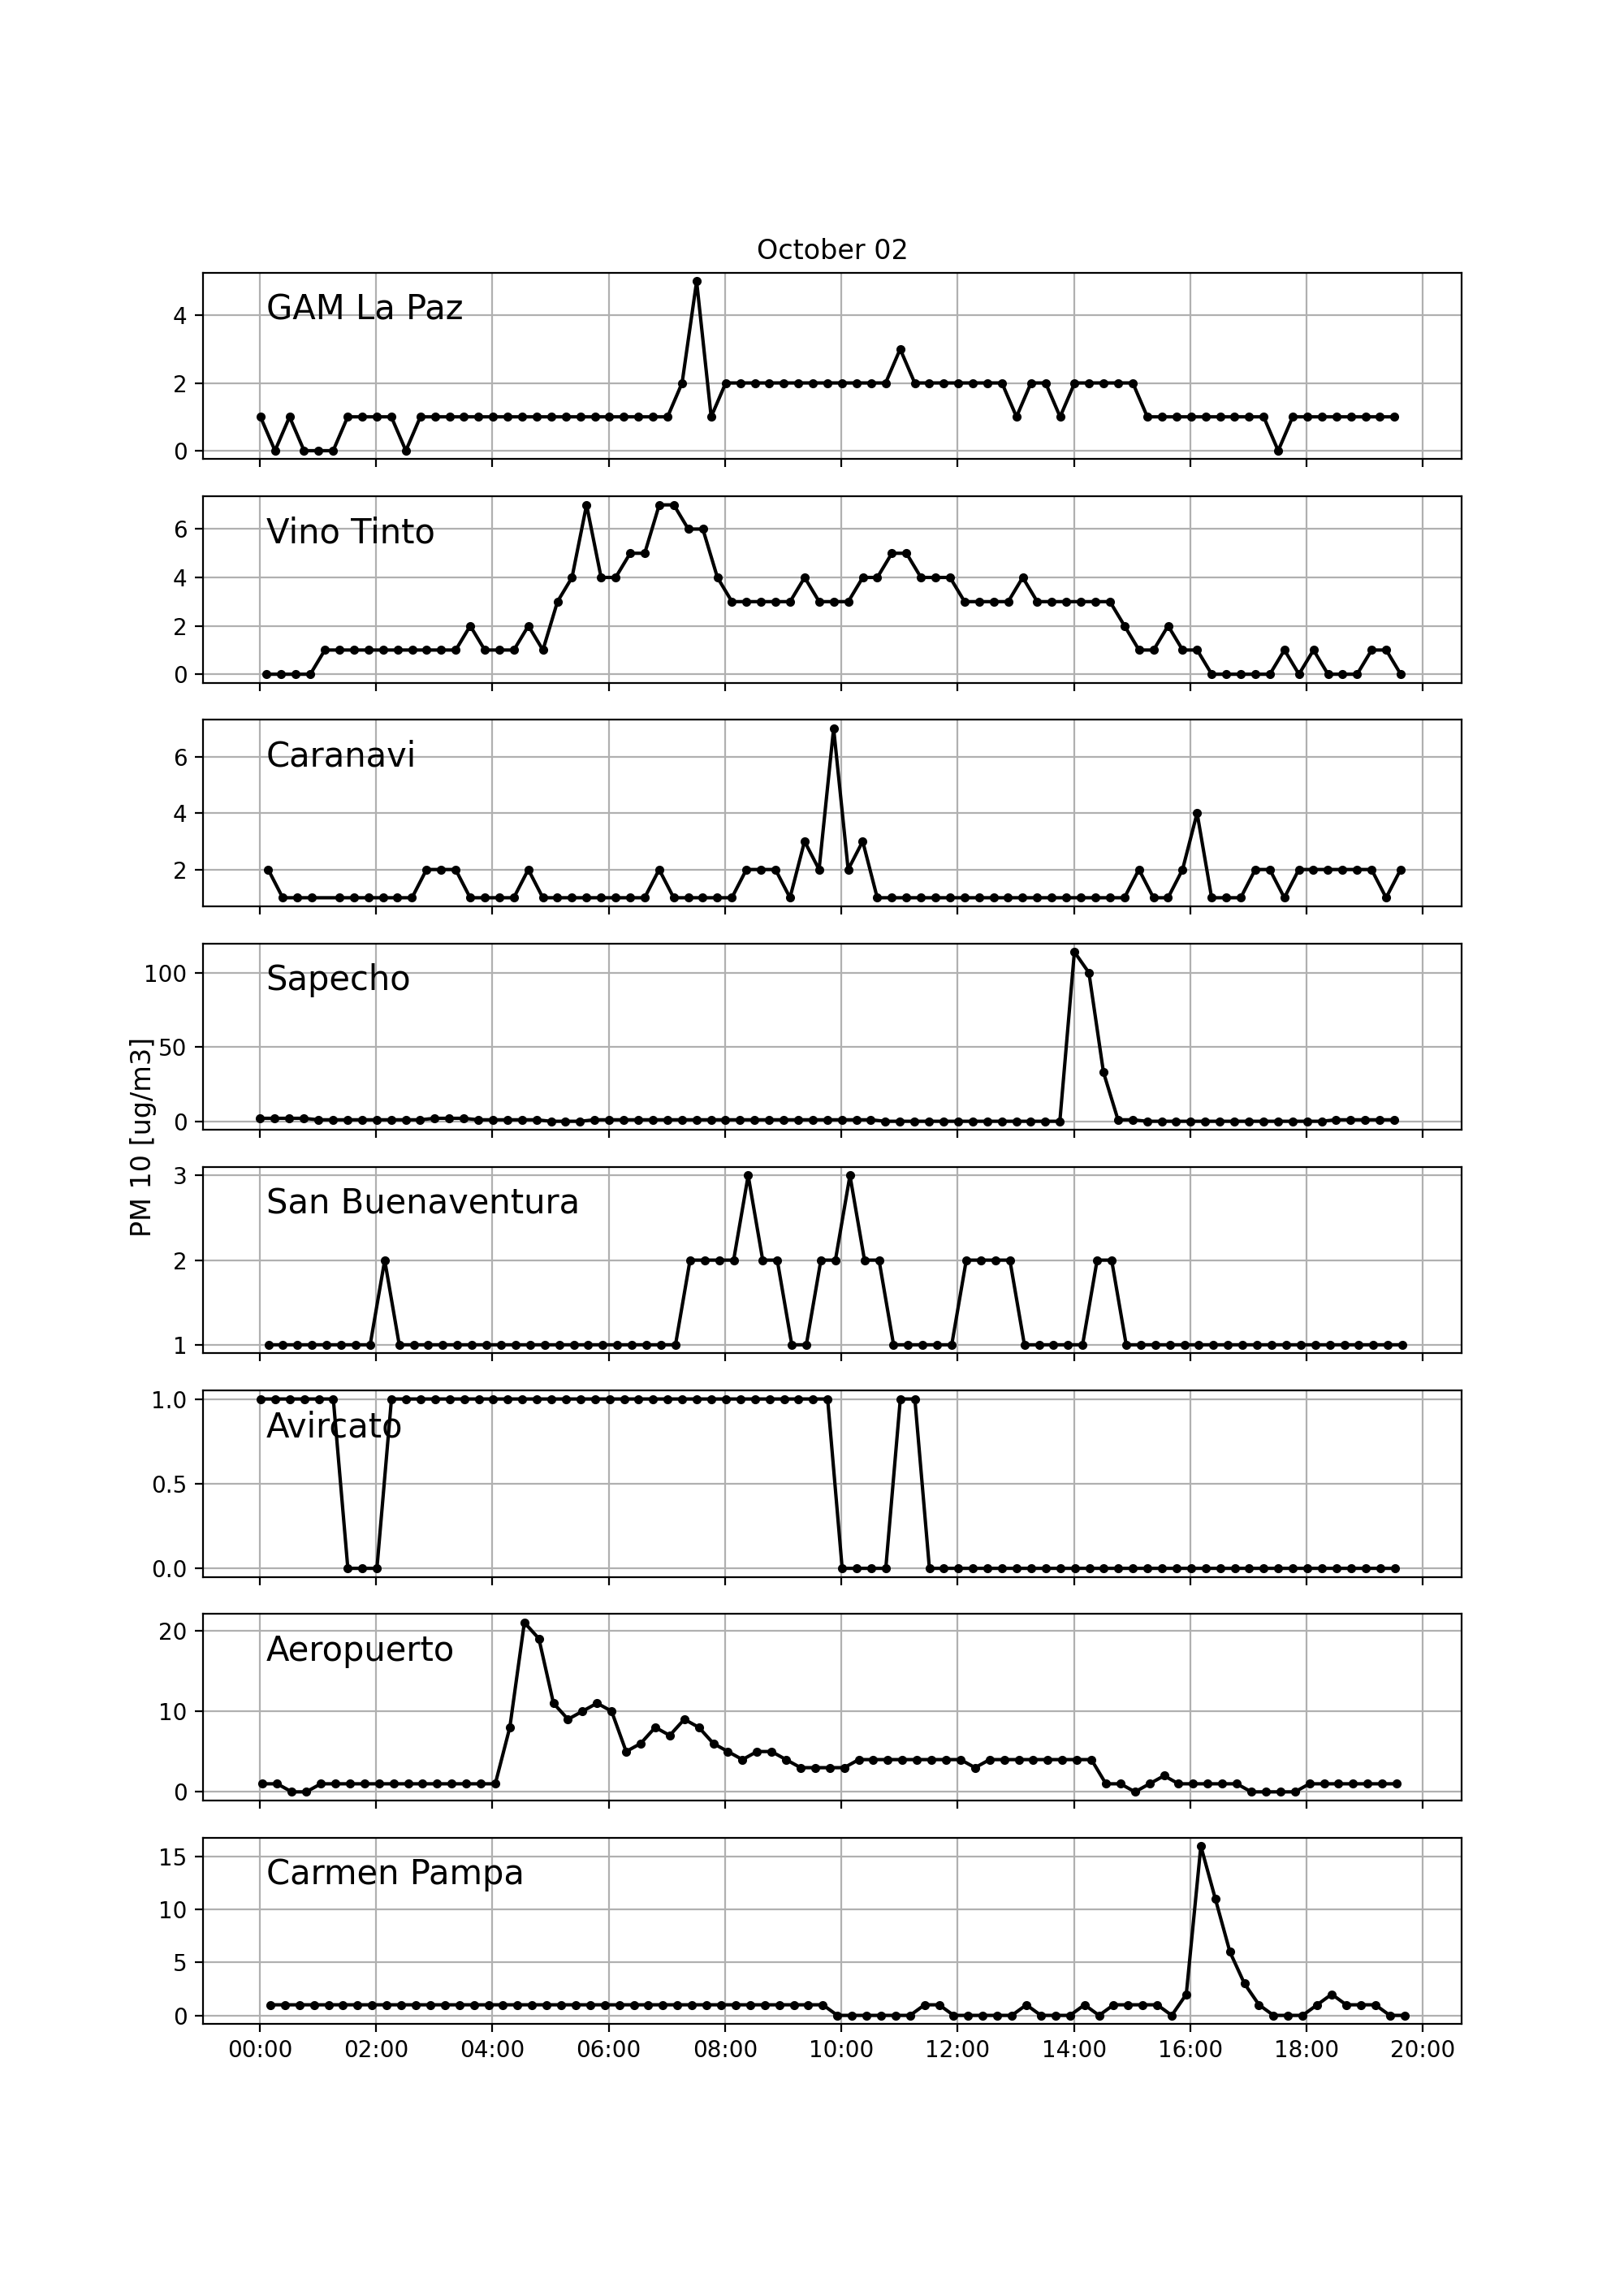 October 02
GAM La Paz
4
2
0
Vino Tinto
6
4
2
0
Caranavi
6
4
2
PM 10 [ug/m3]
Sapecho
100
50
0
San Buenaventura
3
2
1
Avircato
1.0
0.5
0.0
Aeropuerto
20
10
0
Carmen Pampa
15
10
5
0
00:00 02:00 04:00 06:00 08:00 10:00 12:00 14:00 16:00 18:00 20:00